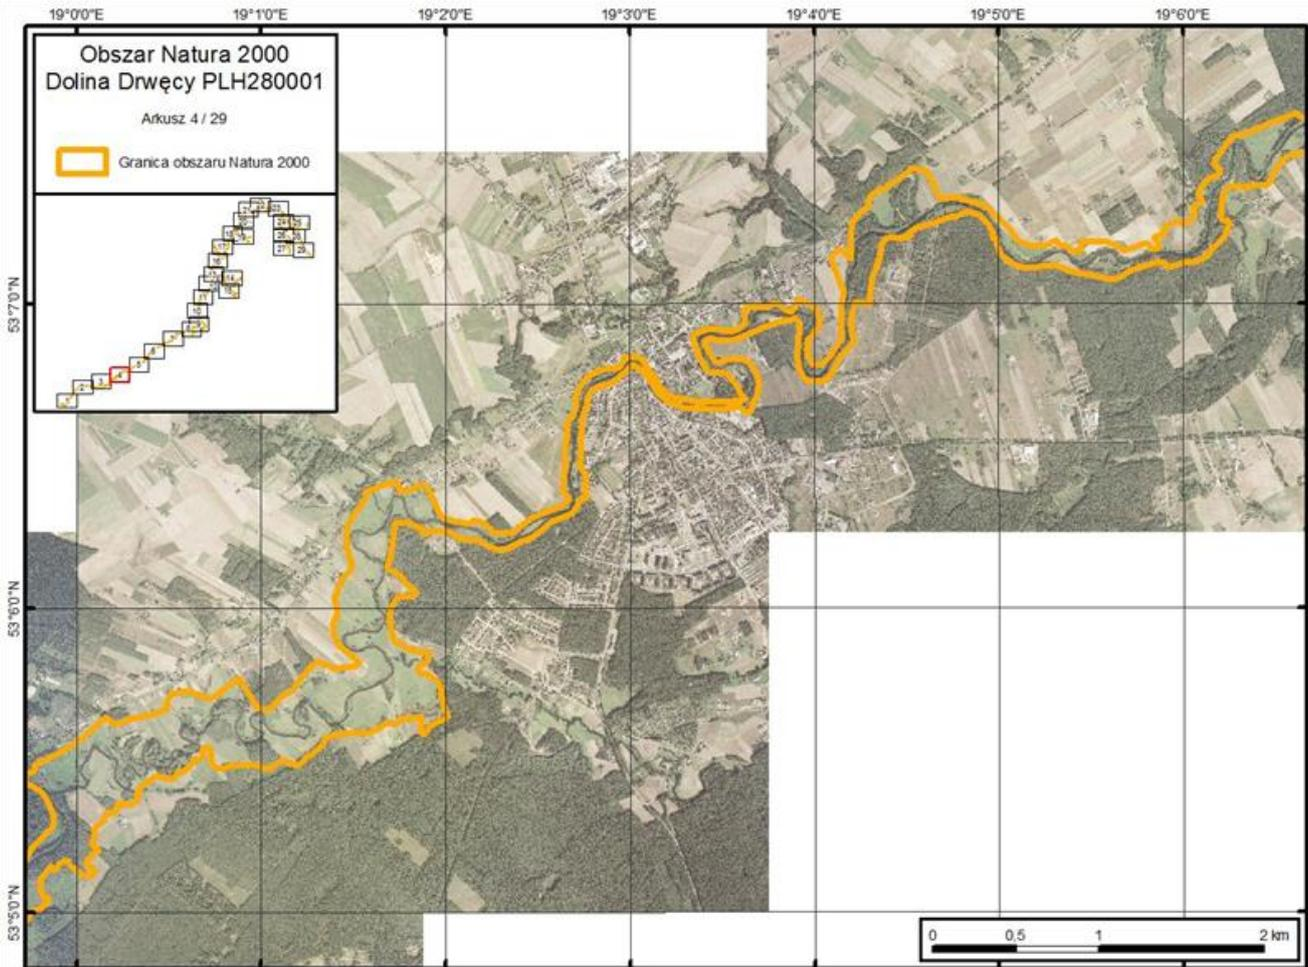 19°0'0"E 19°1'0"E 19°2'0"E 19°3'0"E 19°4'0"E 19°5'0"E 19°6'0"E
Obszar Natura 2000
Dolina Drwęcy PLH280001
Arkusz 4 / 29
Granica obszaru Natura 2000
53°7'0"N
53°6'0"N
53°5'0"N
0 0,5 1 2 km